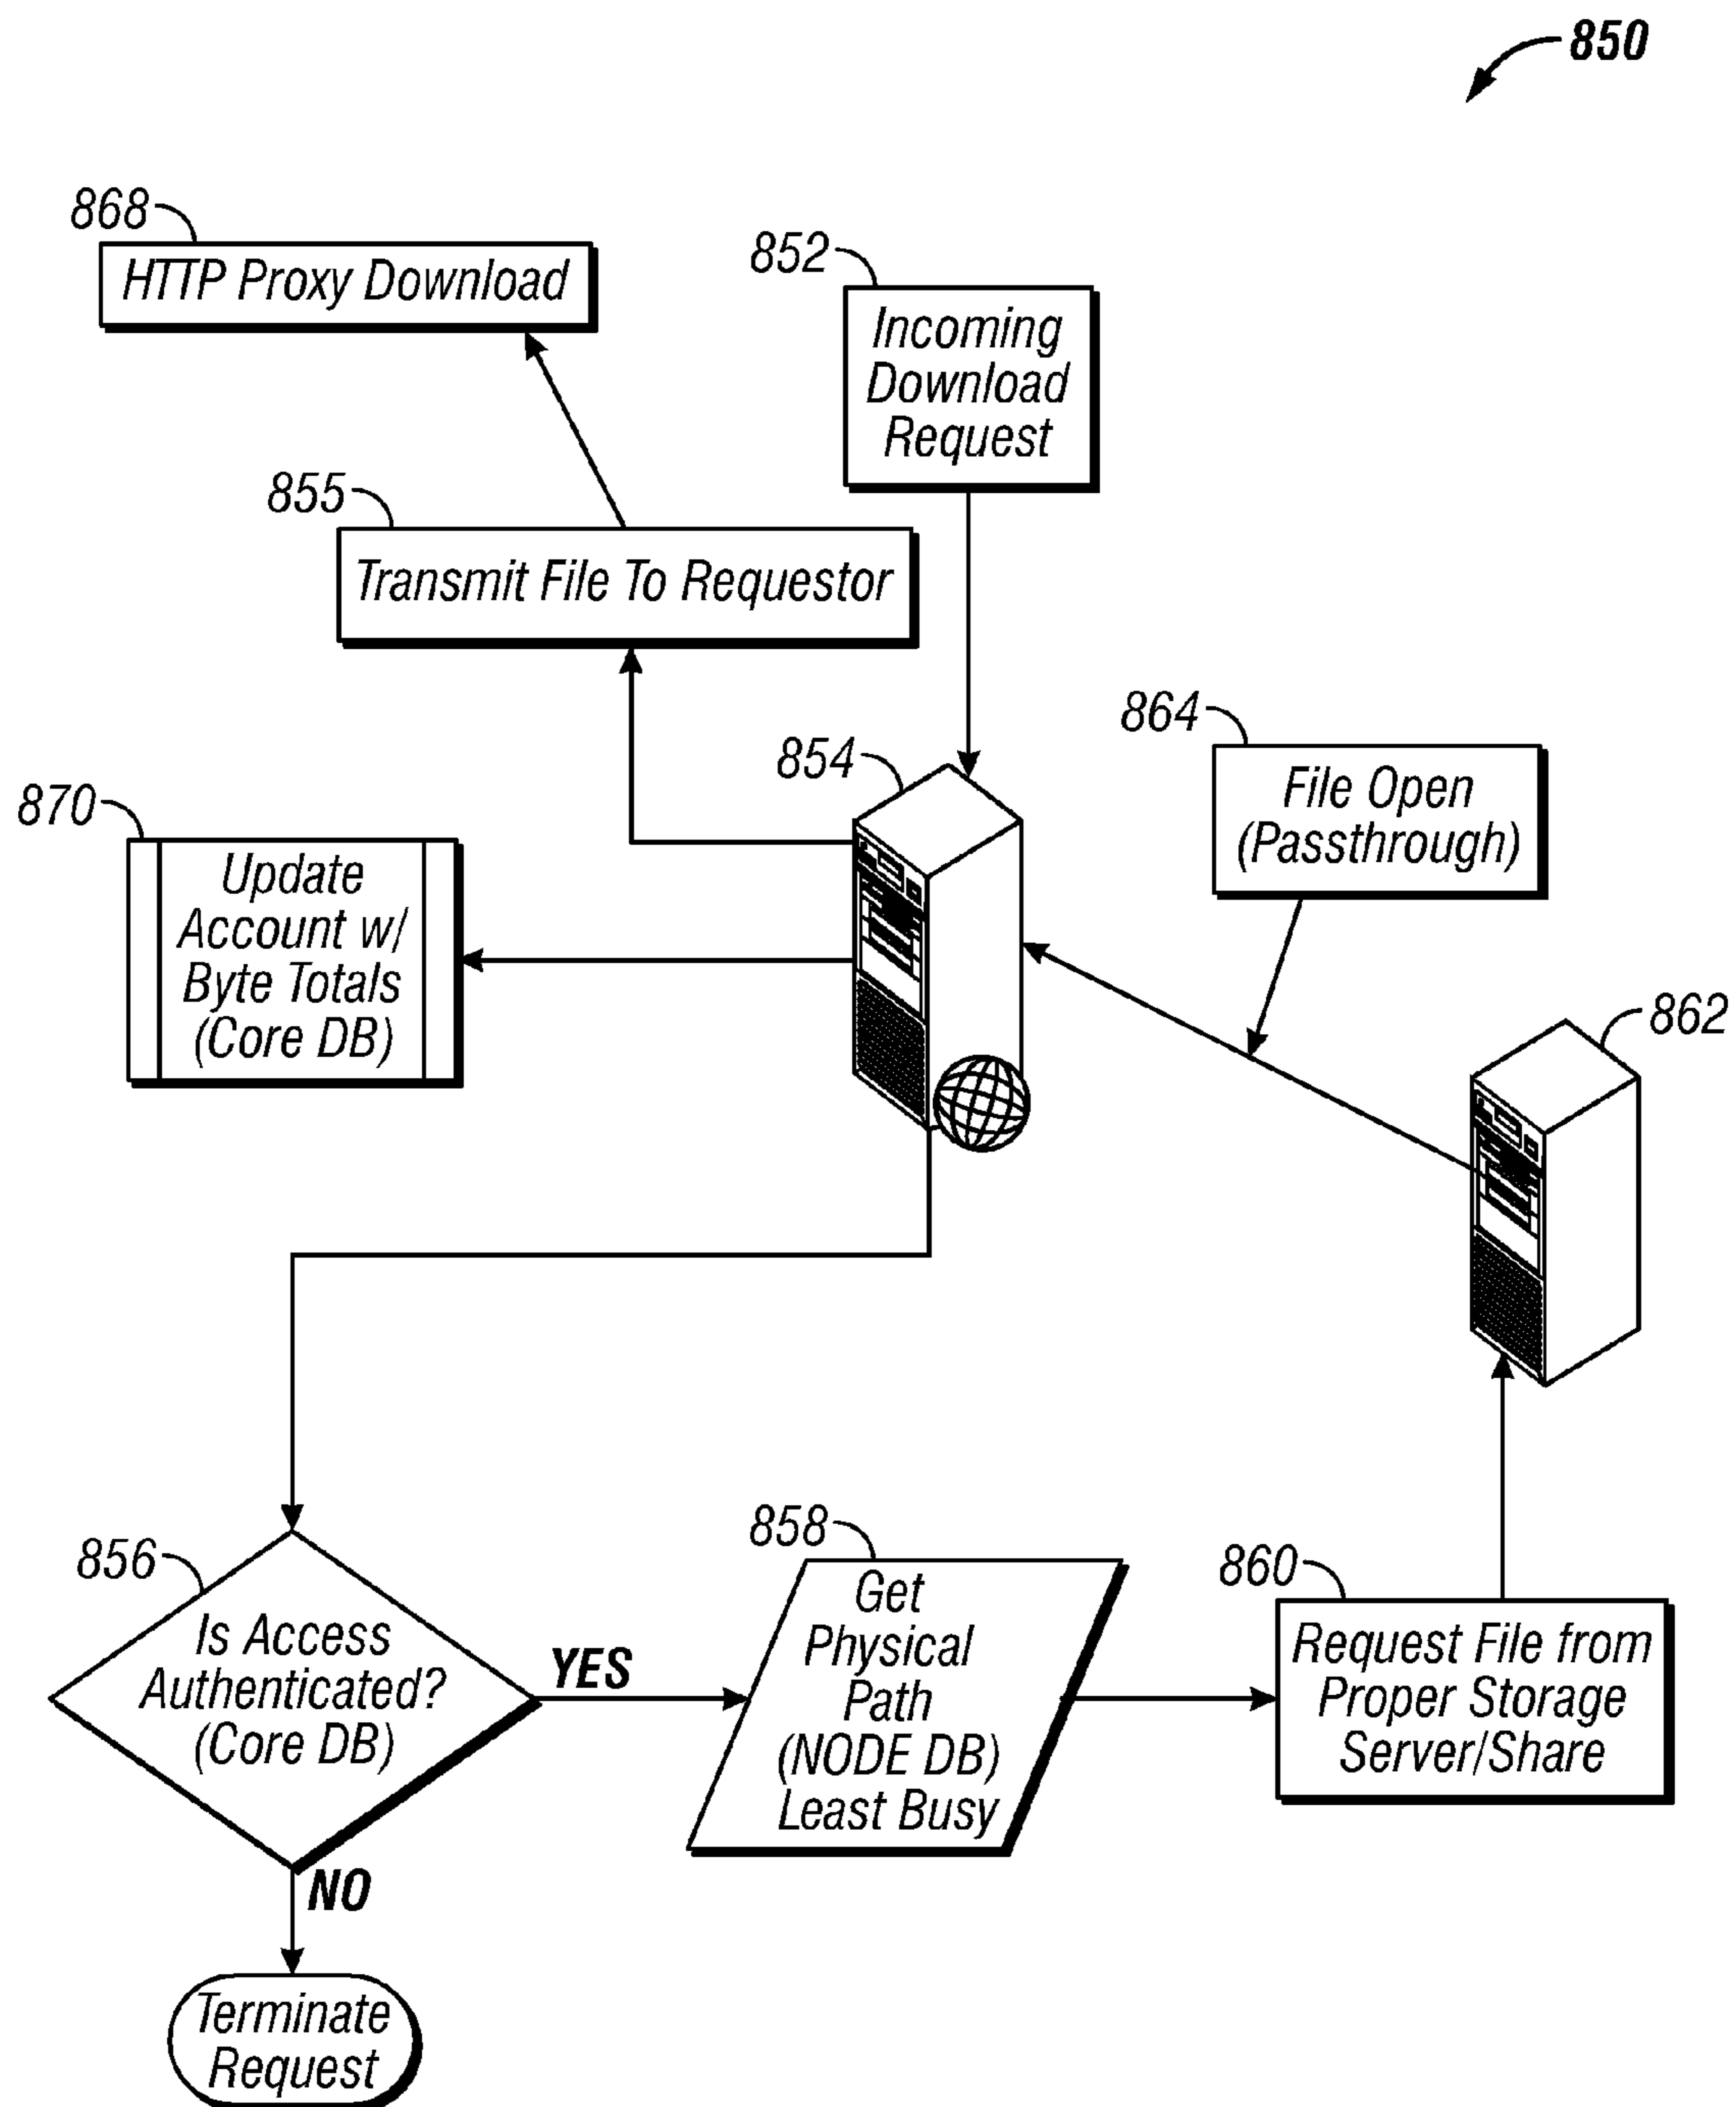 850
868
HTTP Proxy Download
852
Incoming
Download
Request
855
Transmit File To Requestor
864
File Open
(Passthrough)
854
870
Update
Account w/
Byte Totals
(Core DB)
862
856
Is Access
Authenticated?
(Core DB)
YES
NO
858
Get
Physical
Path
(NODE DB)
Least Busy
860
Request File from
Proper Storage
Server/Share
Terminate
Request